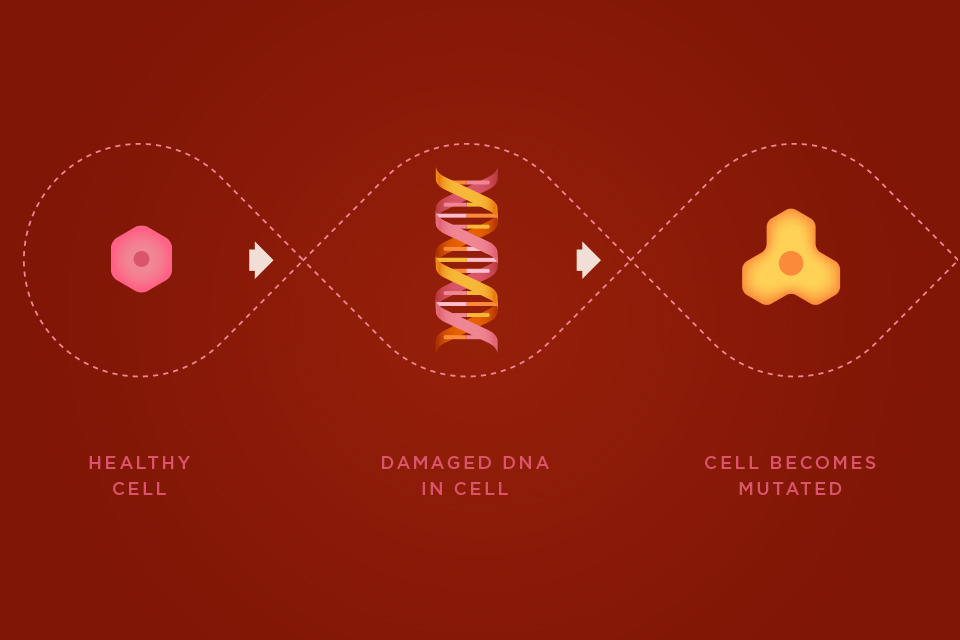 HEALTHY
CELL
DAMAGED DNA
IN CELL
CELL BECOMES
MUTATED